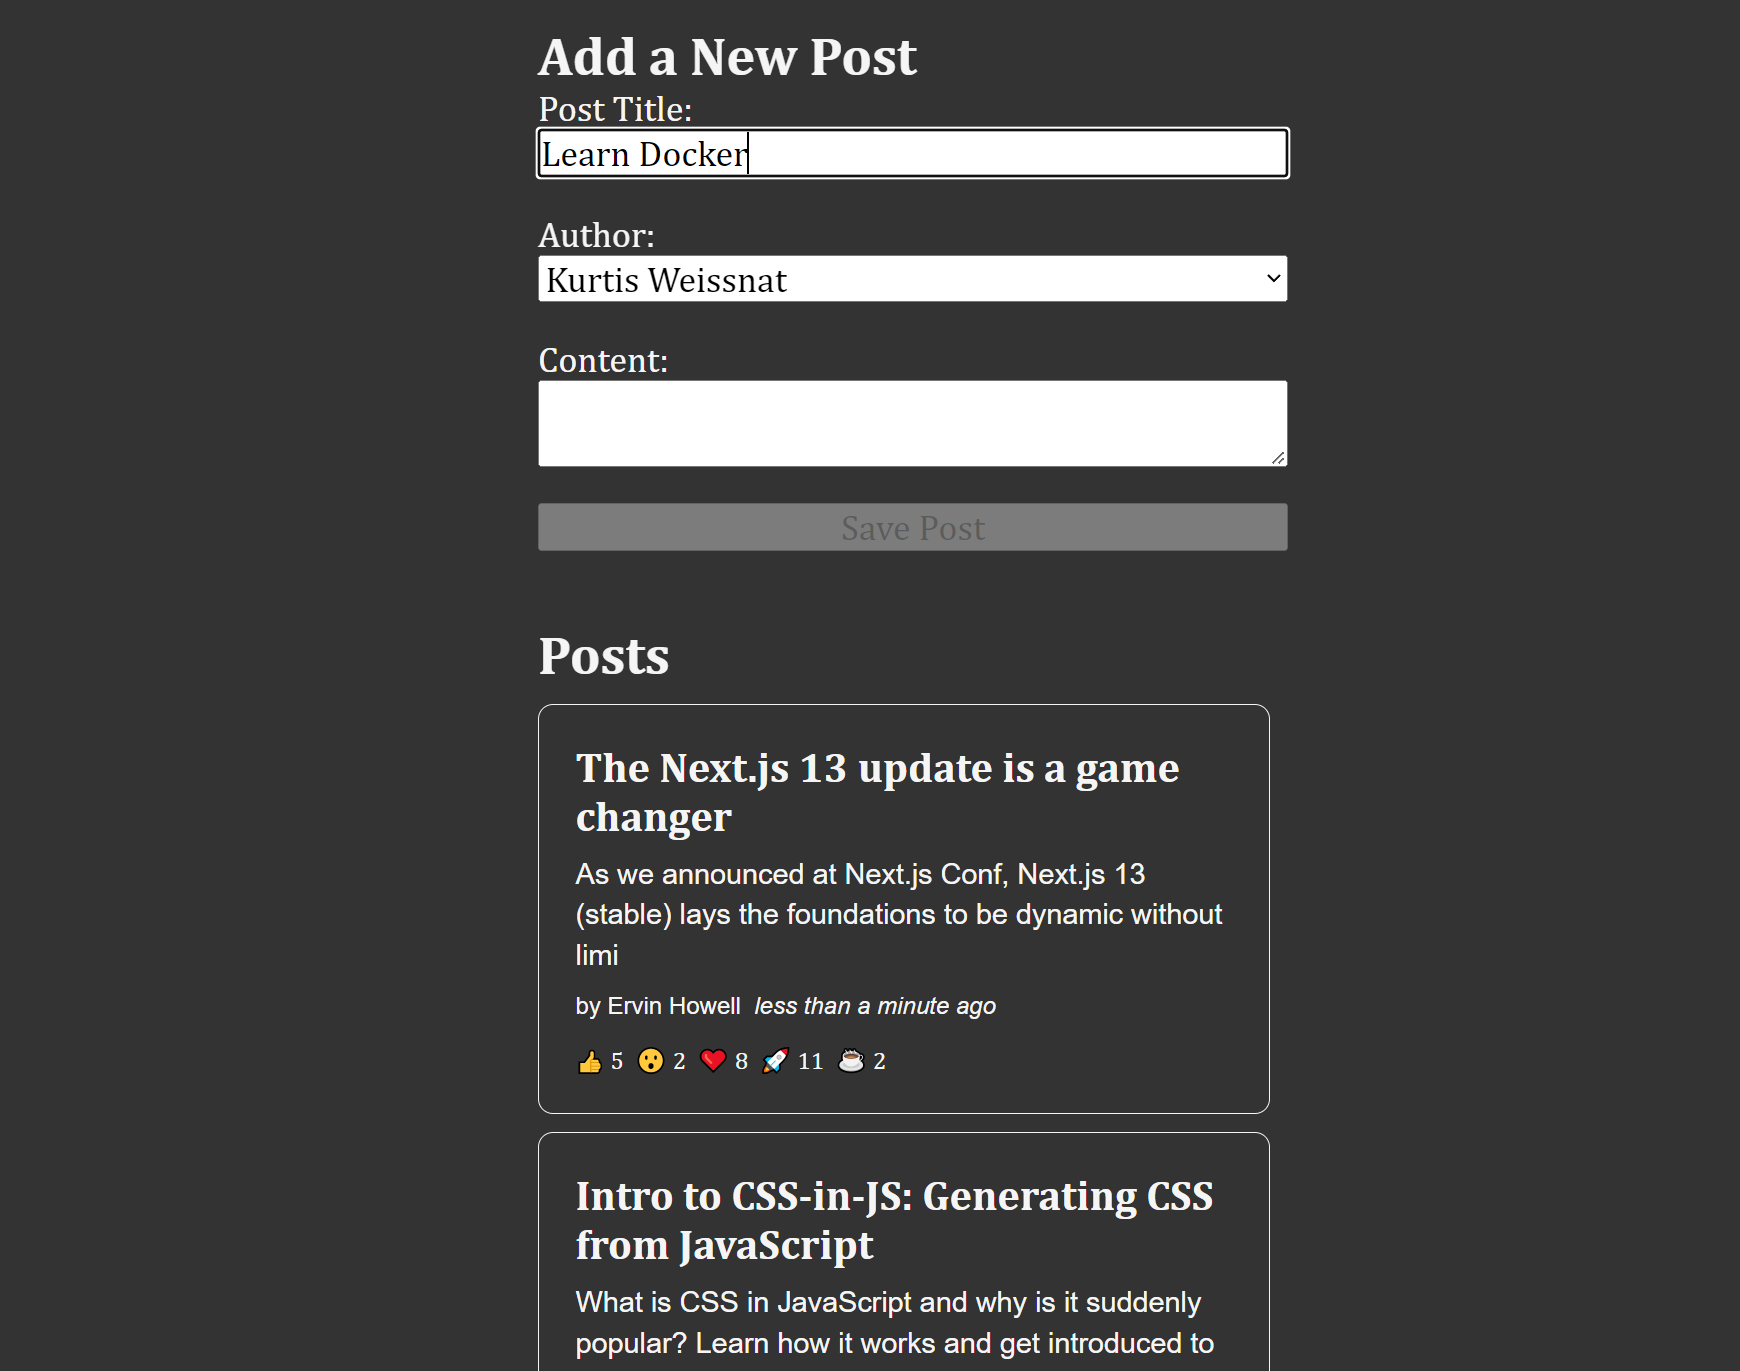 Add a New Post
Post Title:
Learn Docker
Author:
Kurtis Weissnat
Content:
Save Post
Posts
The Next.js 13 update is a game
changer
As we announced at Next.js Conf, Next.js 13
(stable) lays the foundations to be dynamic without
limi
by Ervin Howell less than a minute ago
👍 5 😮 2 ❤️ 8 🚀 11 ☕ 2
Intro to CSS-in-JS: Generating CSS
from JavaScript
What is CSS in JavaScript and why is it suddenly
popular? Learn how it works and get introduced to